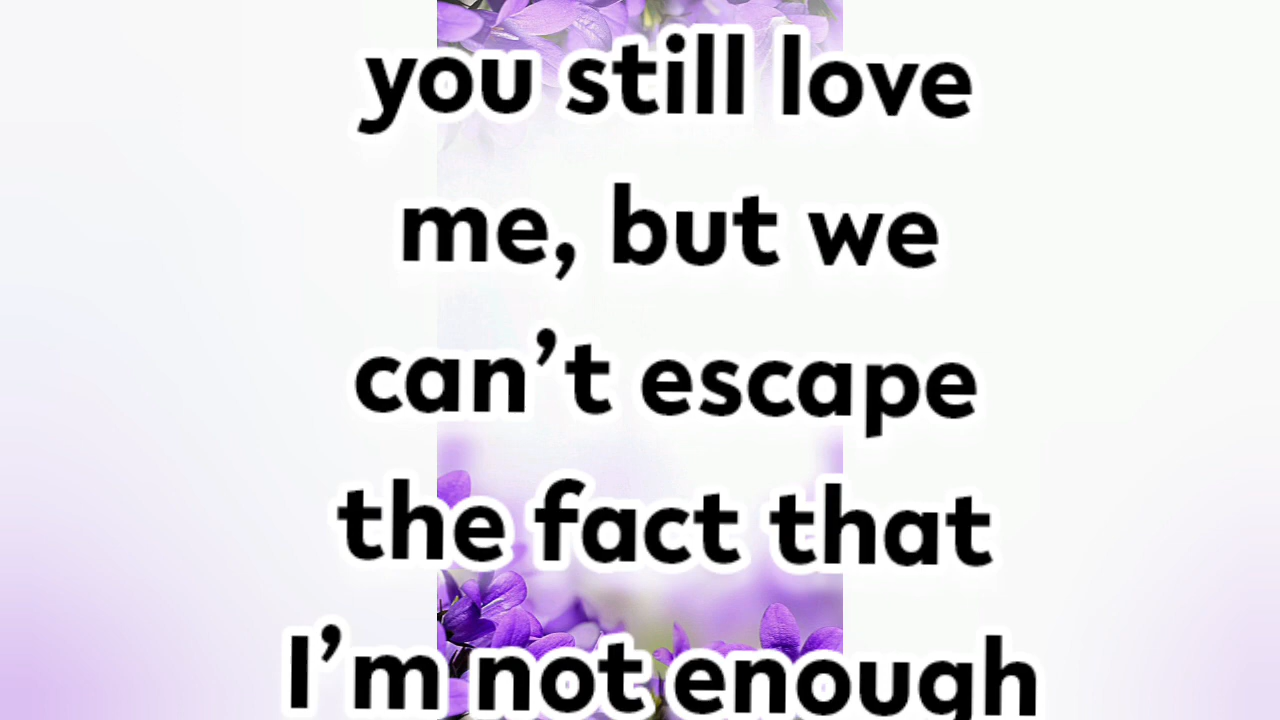 you still love
me, but we
can’t escape
the fact that
I’m not enough